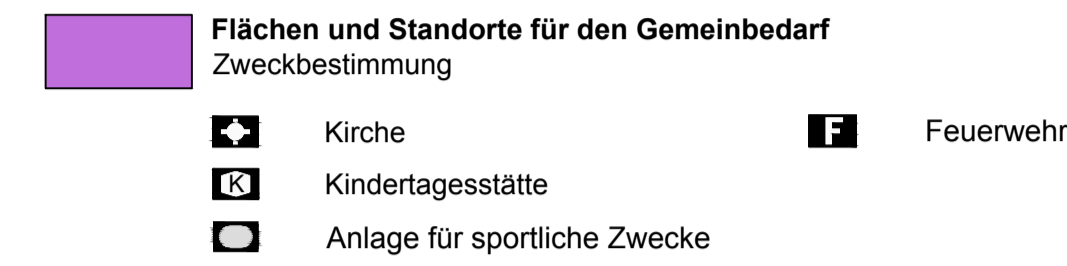 Flächen und Standorte für den Gemeinbedarf
Zweckbestimmung
Kirche
F Feuerwehr
K Kindertagesstätte
Anlage für sportliche Zwecke